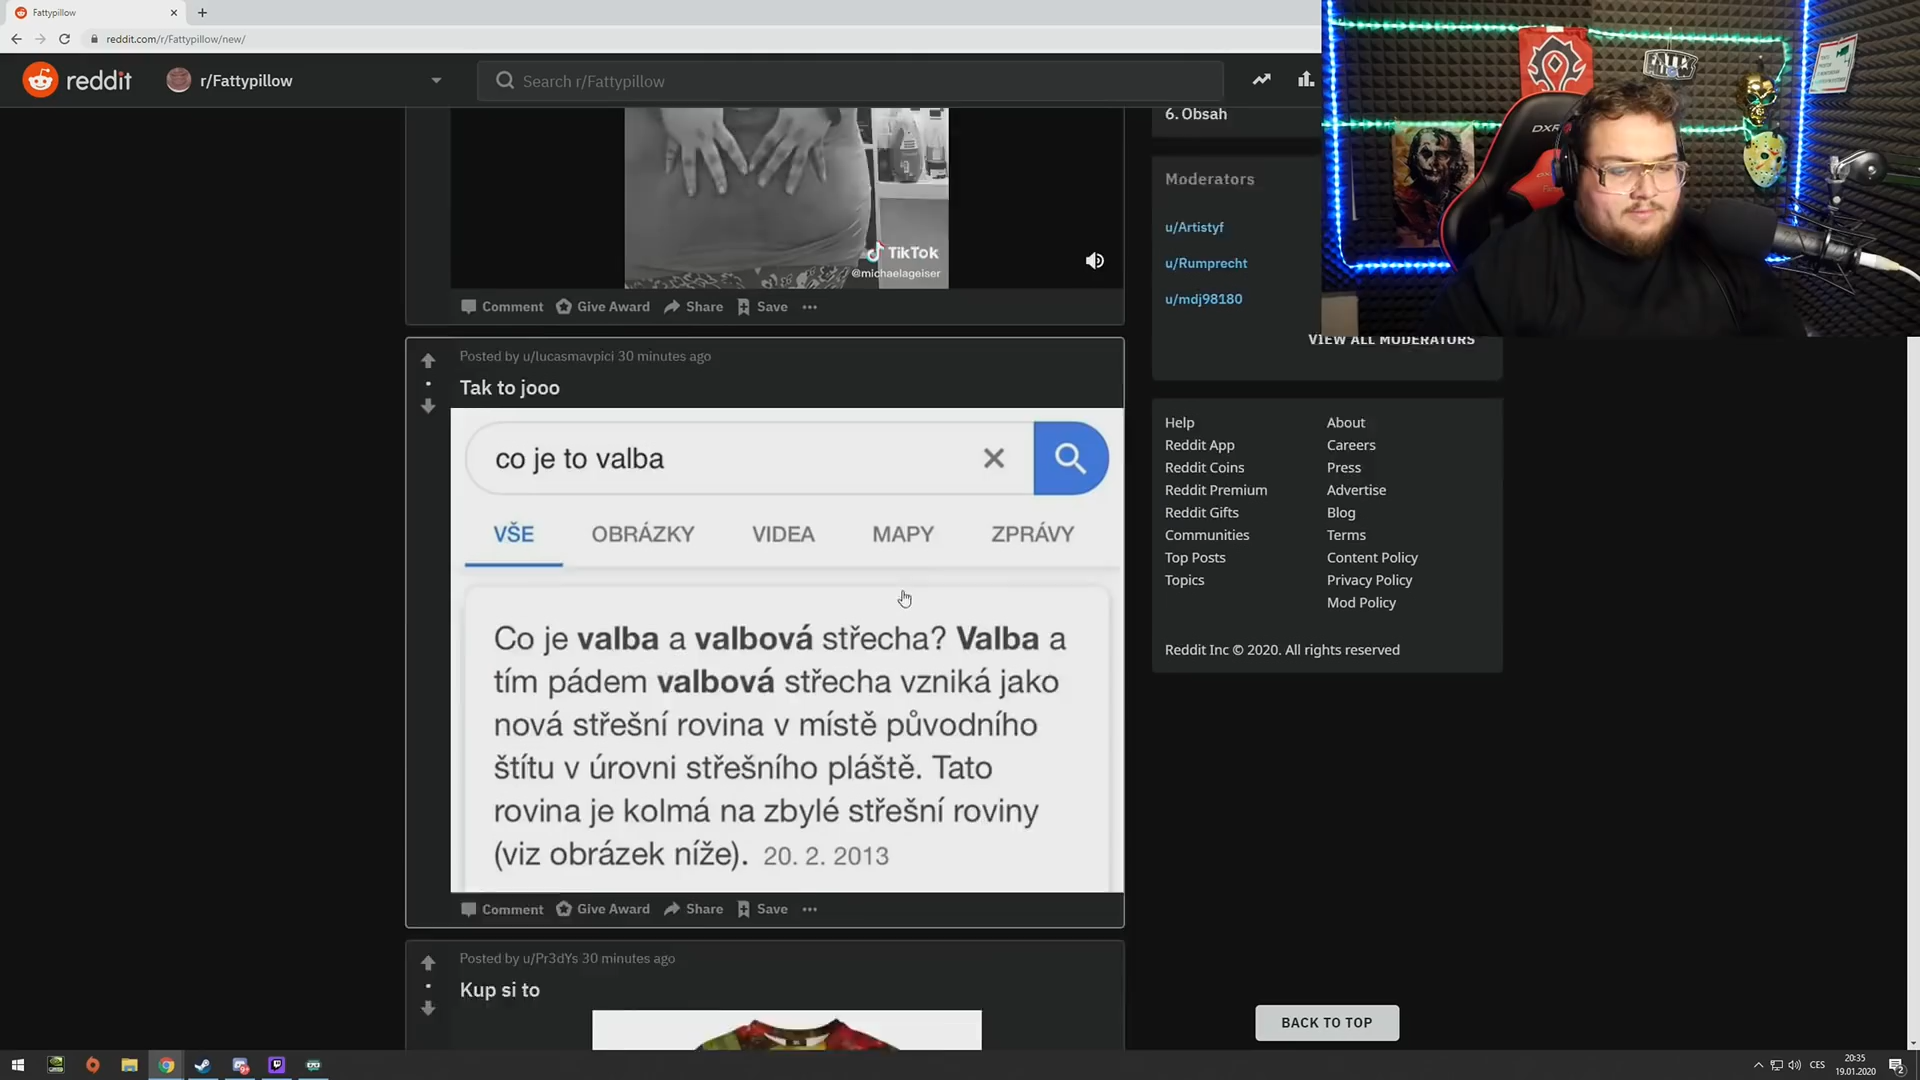 Fattypillow
reddit.com/r/Fattypillow/new/
reddit
r/Fattypillow
Search r/Fattypillow
TikTok
@michaelageiser
Comment Give Award Share Save
Posted by u/lucasmavpici 30 minutes ago
Tak to jooo
co je to valba
VŠE OBRÁZKY VIDEA MAPY ZPRÁVY
Co je valba a valbová střecha? Valba a
tím pádem valbová střecha vzniká jako
nová střešní rovina v místě původního
štítu v úrovni střešního pláště. Tato
rovina je kolmá na zbylé střešní roviny
(viz obrázek níže). 20. 2. 2013
Comment Give Award Share Save
Posted by u/Pr3dYs 30 minutes ago
Kup si to
6. Obsah
Moderators
u/Artistyf
u/Rumprecht
u/mdj98180
VIEW ALL MODERATORS
Help About
Reddit App Careers
Reddit Coins Press
Reddit Premium Advertise
Reddit Gifts Blog
Communities Terms
Top Posts Content Policy
Topics Privacy Policy
Mod Policy
Reddit Inc © 2020. All rights reserved
BACK TO TOP
FATTY
PILLOW
DXR
CES
20:35
19.01.2020